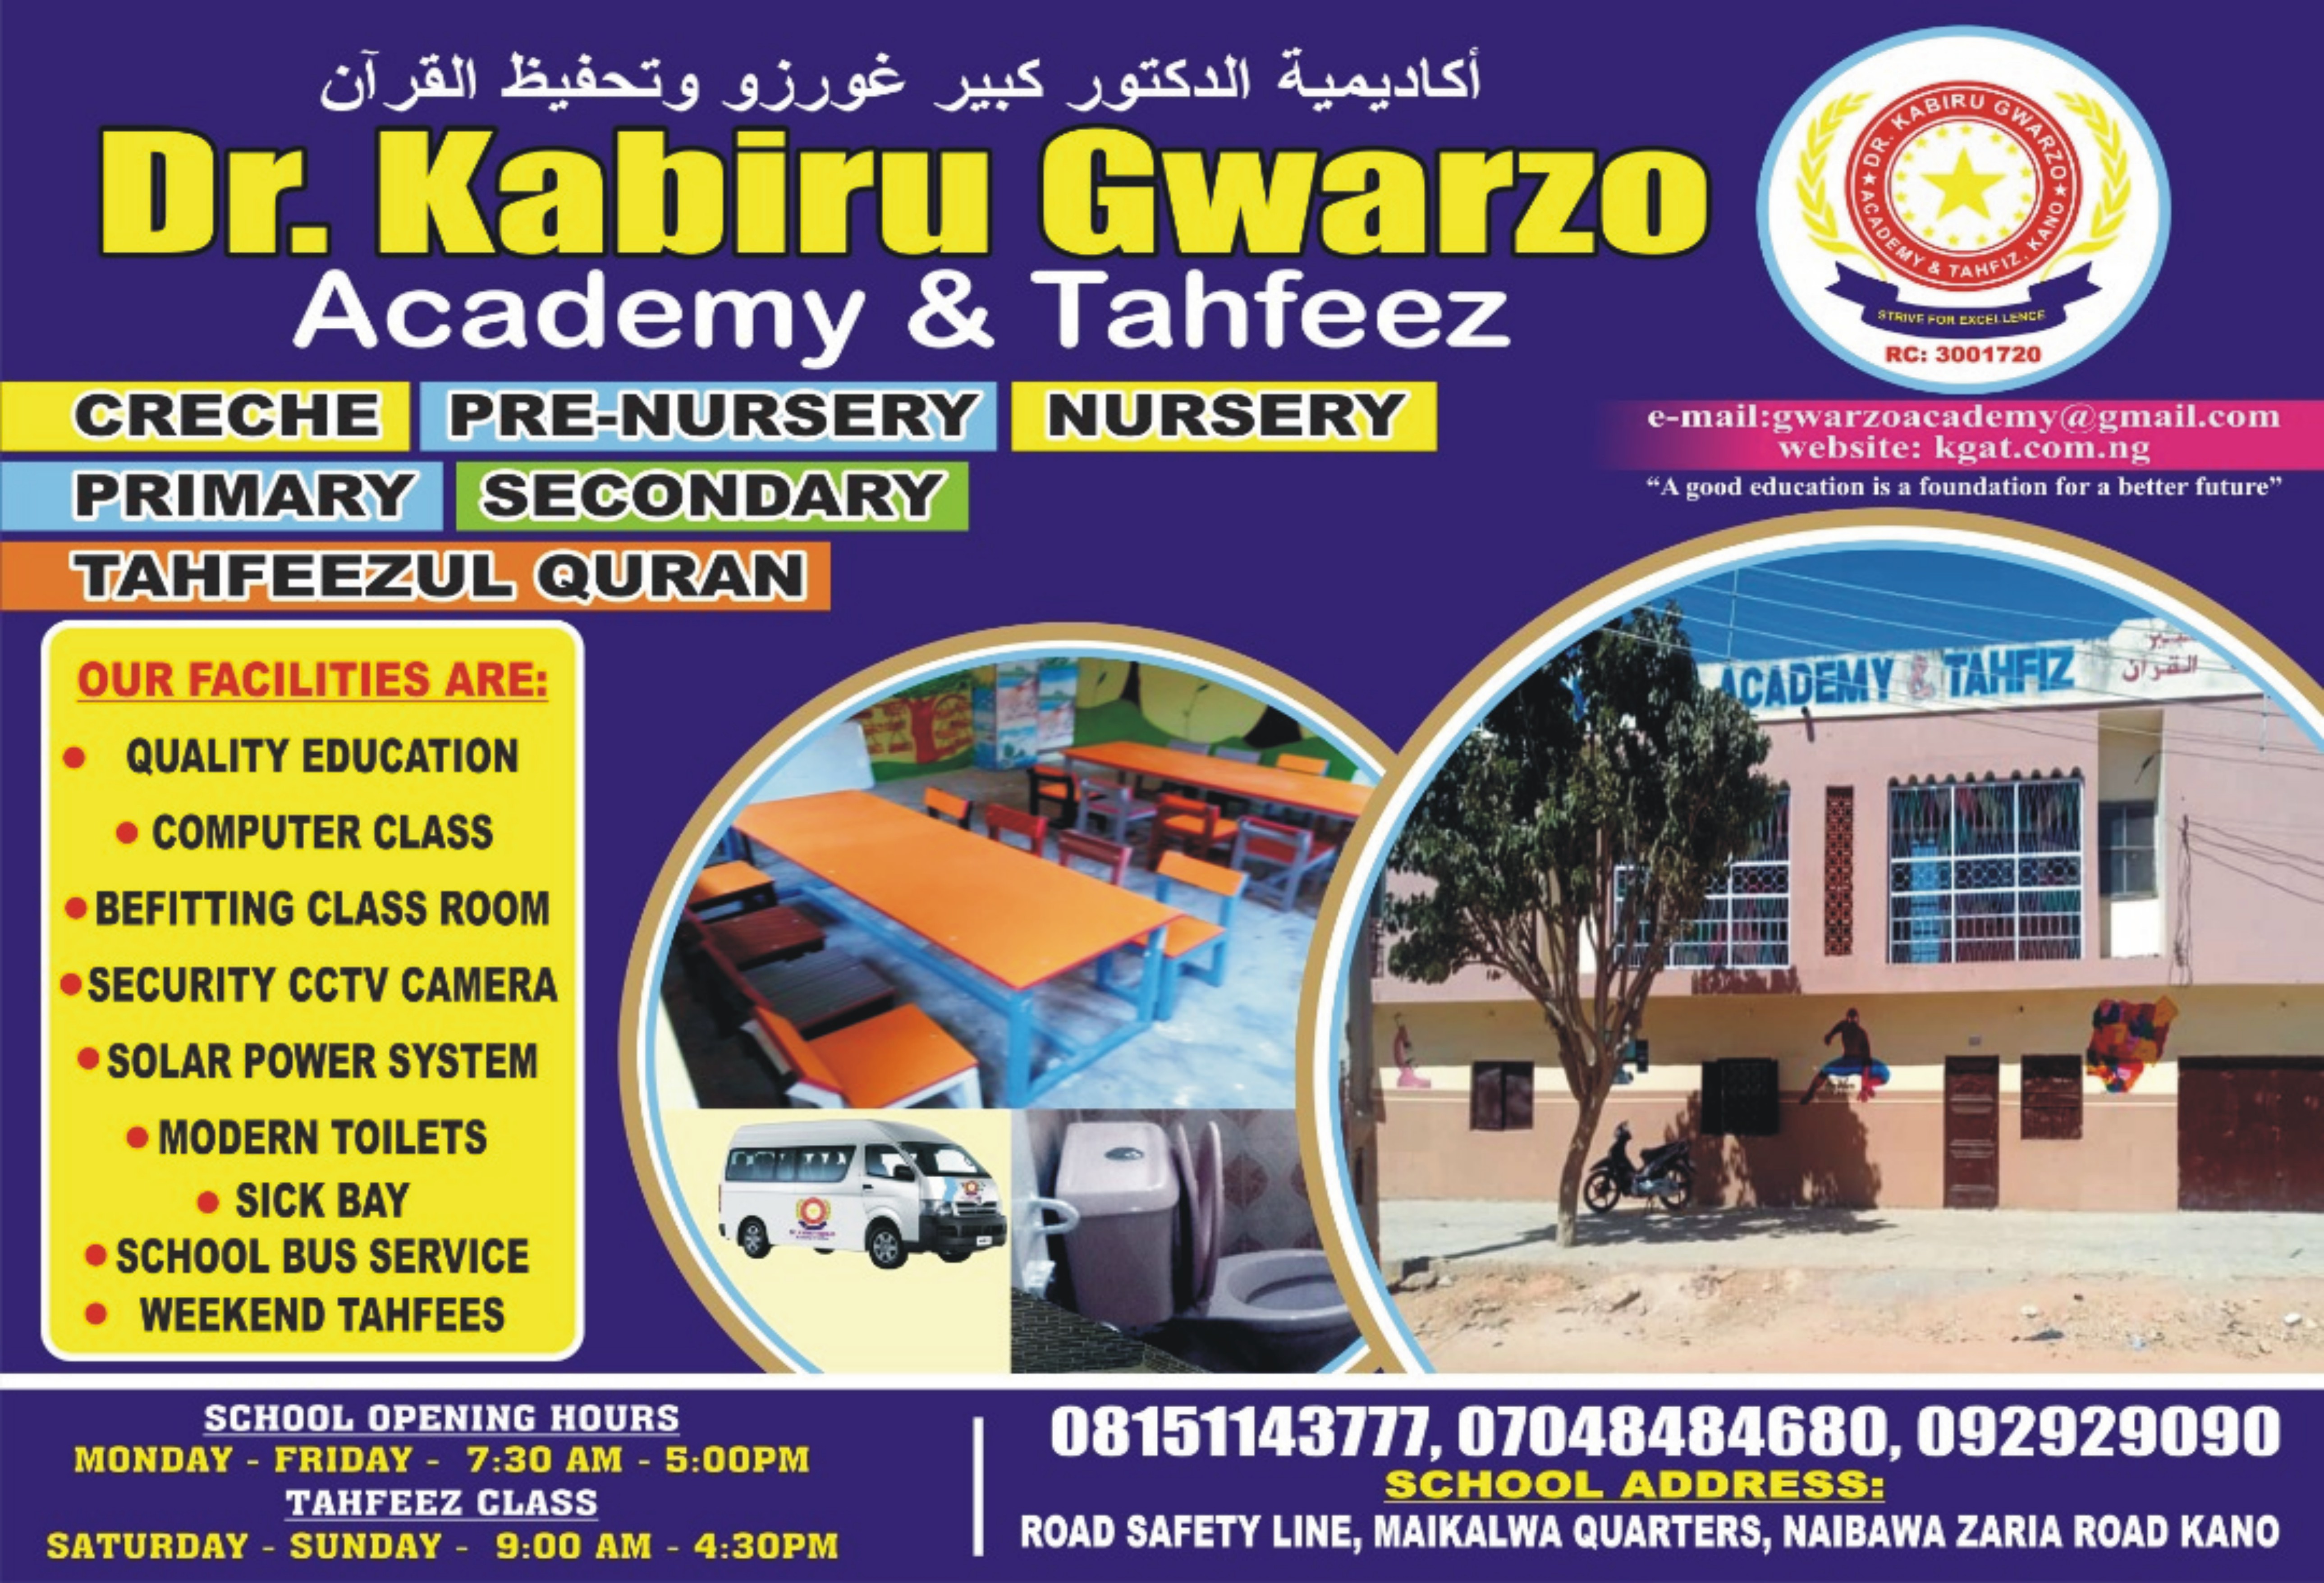 أكاديمية الدكتور كبير غورزو وتحفيظ القرآن
Dr. Kabiru Gwarzo
Academy & Tahfeez
★ DR. KABIRU GWARZO ★
ACADEMY & TAHFIZ, KANO
STRIVE FOR EXCELLENCE
RC: 3001720
CRECHE PRE-NURSERY NURSERY
PRIMARY SECONDARY
TAHFEEZUL QURAN
e-mail:gwarzoacademy@gmail.com
website: kgat.com.ng
“A good education is a foundation for a better future”
OUR FACILITIES ARE:
• QUALITY EDUCATION
• COMPUTER CLASS
• BEFITTING CLASS ROOM
• SECURITY CCTV CAMERA
• SOLAR POWER SYSTEM
• MODERN TOILETS
• SICK BAY
• SCHOOL BUS SERVICE
• WEEKEND TAHFEES
ACADEMY & TAHFIZ
القرآن
SCHOOL OPENING HOURS
MONDAY - FRIDAY - 7:30 AM - 5:00PM
TAHFEEZ CLASS
SATURDAY - SUNDAY - 9:00 AM - 4:30PM
08151143777, 07048484680, 092929090
SCHOOL ADDRESS:
ROAD SAFETY LINE, MAIKALWA QUARTERS, NAIBAWA ZARIA ROAD KANO